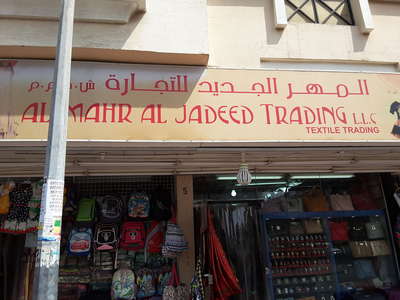 المهر الجديد للتجارة ش.ذ.م.م
AL MAHR AL JADEED TRADING L.L.C
TEXTILE TRADING
5